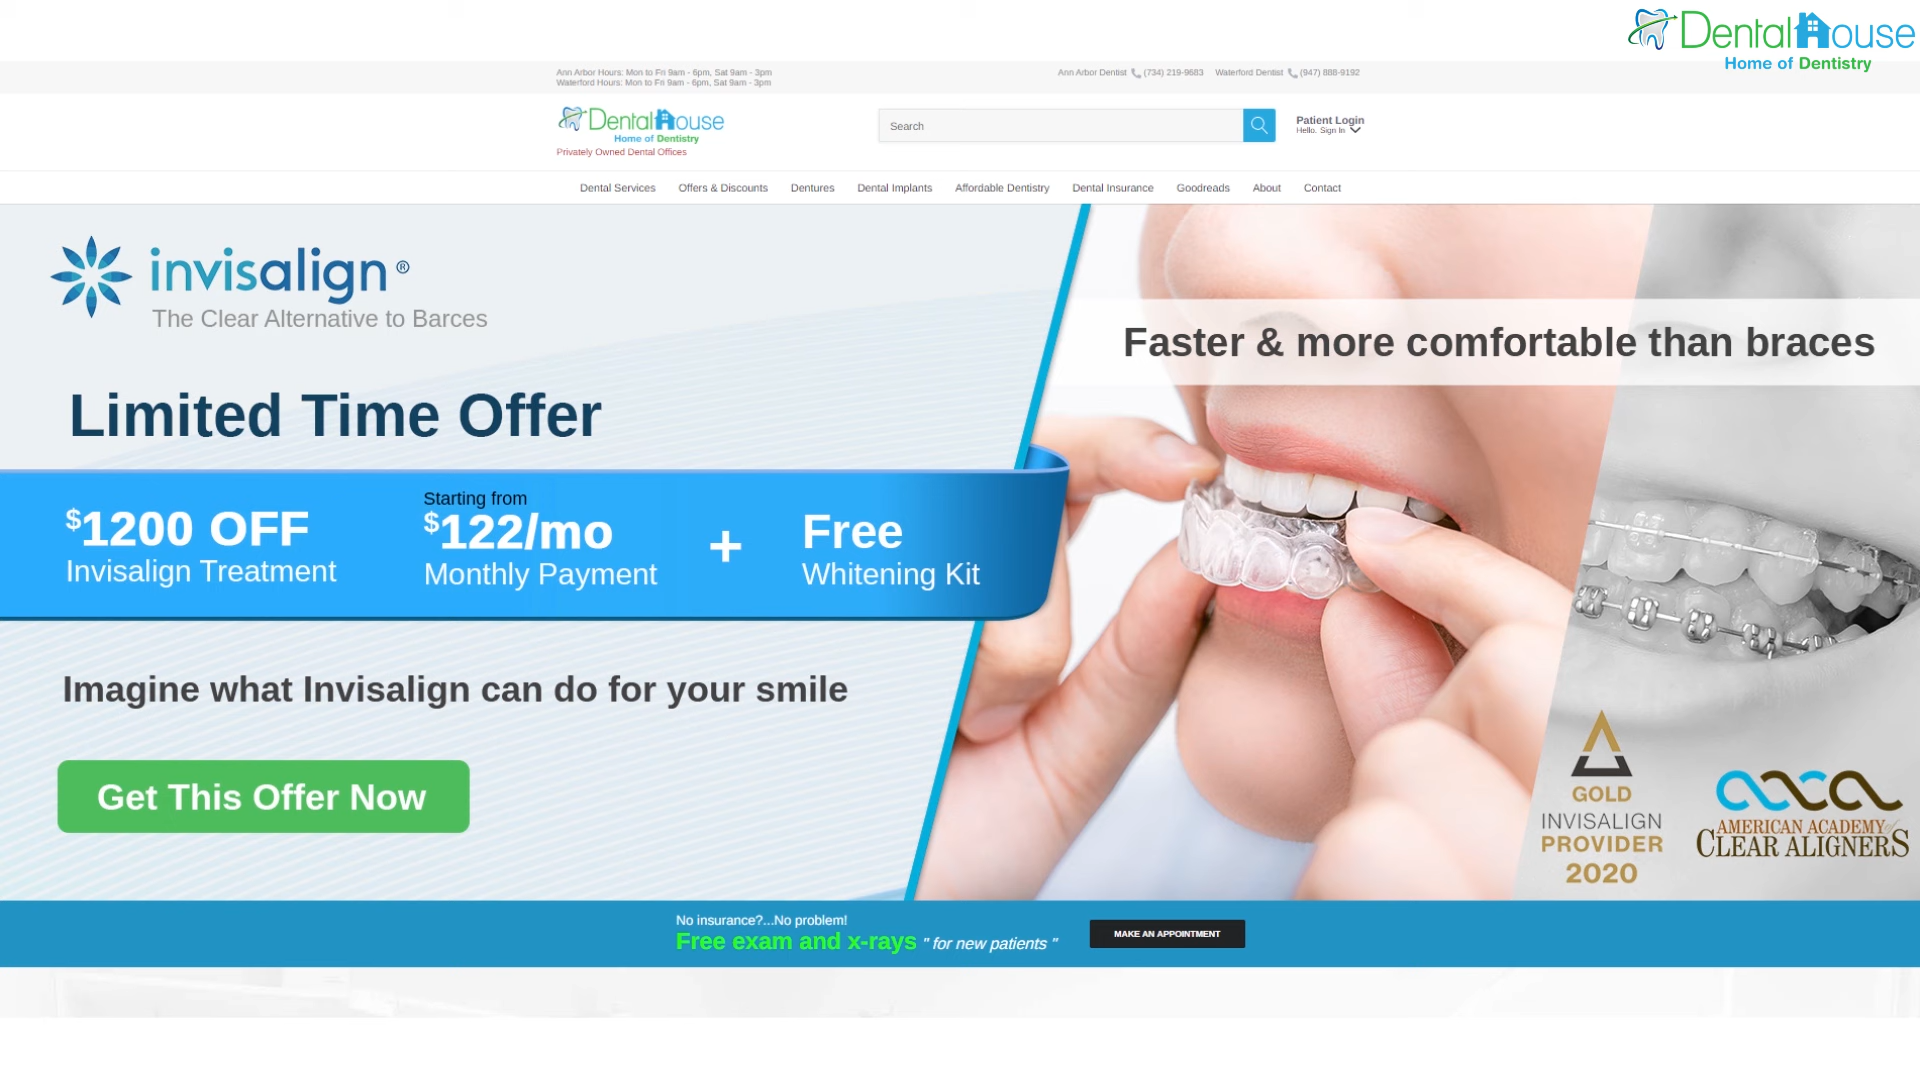 Dental House
Home of Dentistry
Ann Arbor Hours: Mon to Fri 9am - 6pm, Sat 9am - 3pm
Waterford Hours: Mon to Fri 9am - 6pm, Sat 9am - 3pm
Ann Arbor Dentist (734) 219-9683 Waterford Dentist (947) 888-9192
Dental House
Home of Dentistry
Privately Owned Dental Offices
Search
Patient Login
Hello. Sign In
Dental Services Offers & Discounts Dentures Dental Implants Affordable Dentistry Dental Insurance Goodreads About Contact
invisalign®
The Clear Alternative to Barces
Faster & more comfortable than braces
Limited Time Offer
Starting from
$1200 OFF $122/mo + Free
Invisalign Treatment Monthly Payment Whitening Kit
Imagine what Invisalign can do for your smile
Get This Offer Now
GOLD
INVISALIGN
PROVIDER
2020
AMERICAN ACADEMY of
CLEAR ALIGNERS
No insurance?...No problem!
Free exam and x-rays " for new patients "
MAKE AN APPOINTMENT